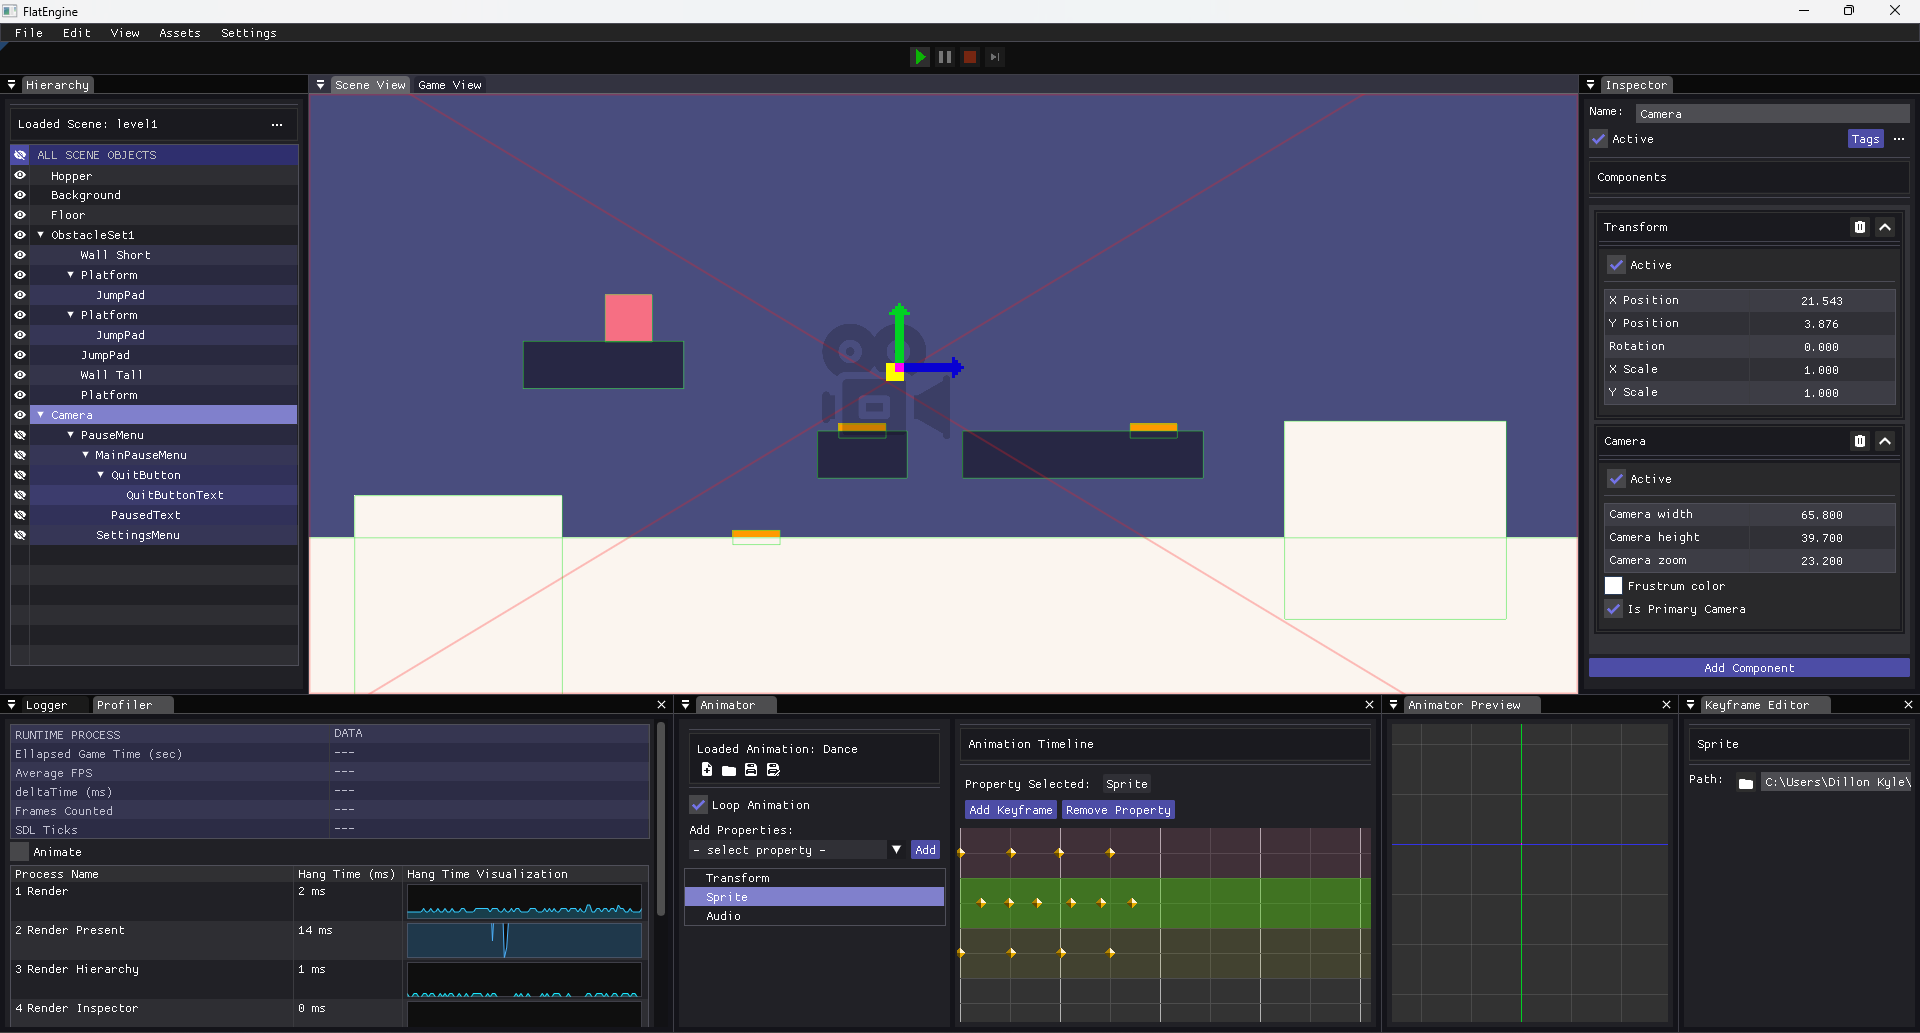 FlatEngine
File Edit View Assets Settings
Hierarchy
Loaded Scene: level1 ...
ALL SCENE OBJECTS
Hopper
Background
Floor
ObstacleSet1
Wall Short
Platform
JumpPad
Platform
JumpPad
JumpPad
Wall Tall
Platform
Camera
PauseMenu
MainPauseMenu
QuitButton
QuitButtonText
PausedText
SettingsMenu
Scene View Game View
Inspector
Name: Camera
Active Tags ...
Components
Transform
Active
X Position 21.543
Y Position 3.876
Rotation 0.000
X Scale 1.000
Y Scale 1.000
Camera
Active
Camera width 65.800
Camera height 39.700
Camera zoom 23.200
Frustrum color
Is Primary Camera
Add Component
Logger Profiler
RUNTIME PROCESS DATA
Ellapsed Game Time (sec) ---
Average FPS ---
deltaTime (ms) ---
Frames Counted ---
SDL Ticks ---
Animate
Process Name Hang Time (ms) Hang Time Visualization
1 Render 2 ms
2 Render Present 14 ms
3 Render Hierarchy 1 ms
4 Render Inspector 0 ms
Animator
Loaded Animation: Dance
Loop Animation
Add Properties:
- select property - Add
Transform
Sprite
Audio
Animation Timeline
Property Selected: Sprite
Add Keyframe Remove Property
Animator Preview
Keyframe Editor
Sprite
Path: C:\Users\Dillon Kyle\